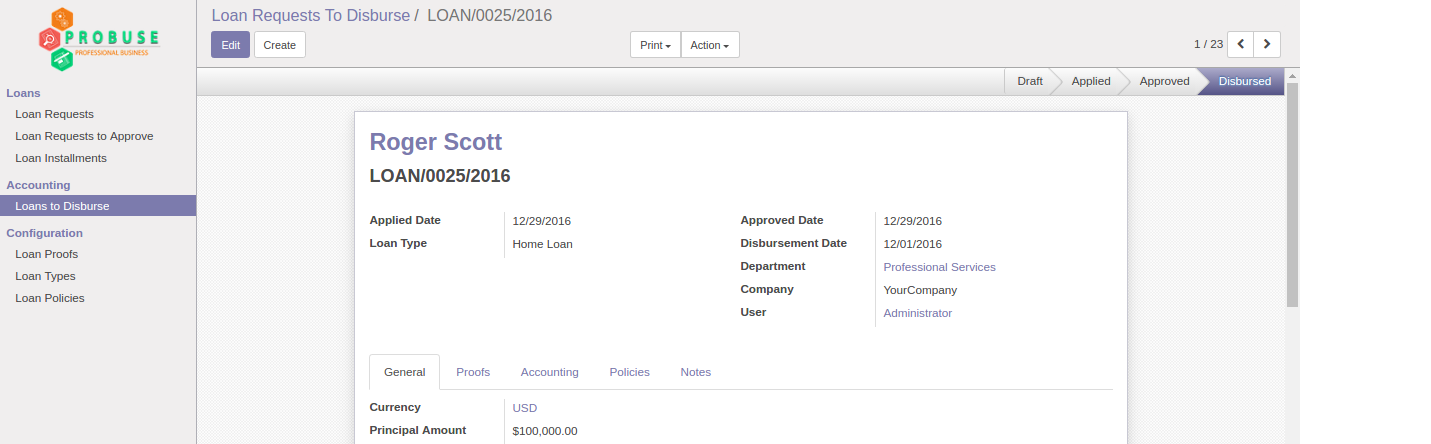 PROBUSE
PROFESSIONAL BUSINESS
Loans
Loan Requests
Loan Requests to Approve
Loan Installments
Accounting
Loans to Disburse
Configuration
Loan Proofs
Loan Types
Loan Policies
Loan Requests To Disburse / LOAN/0025/2016
Edit Create Print Action 1 / 23
Draft Applied Approved Disbursed
Roger Scott
LOAN/0025/2016
Applied Date 12/29/2016 Approved Date 12/29/2016
Loan Type Home Loan Disbursement Date 12/01/2016
Department Professional Services
Company YourCompany
User Administrator
General Proofs Accounting Policies Notes
Currency USD
Principal Amount $100,000.00